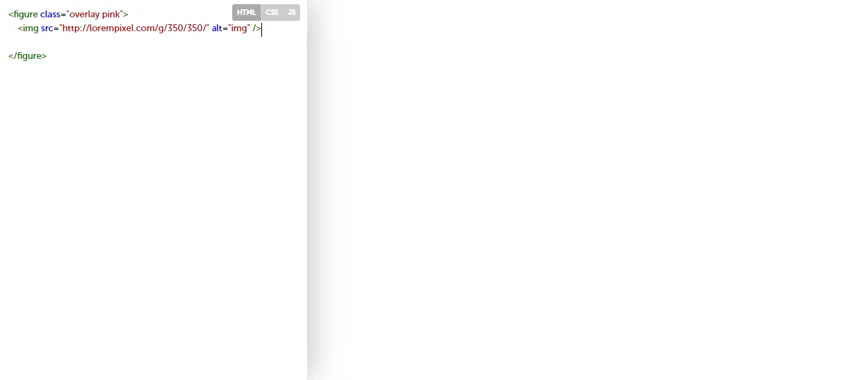 <figure class="overlay pink">
HTML CSS JS
<img src="http://lorempixel.com/g/350/350/" alt="img" />
</figure>